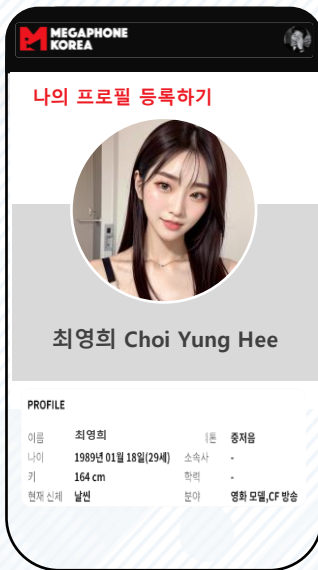 MEGAPHONE
KOREA
나의 프로필 등록하기
최영희 Choi Yung Hee
PROFILE
이름 최영희 톤 중저음
나이 1989년 01월 18일(29세) 소속사 -
키 164 cm 학력 -
현재 신체 날씬 분야 영화 모델,CF 방송